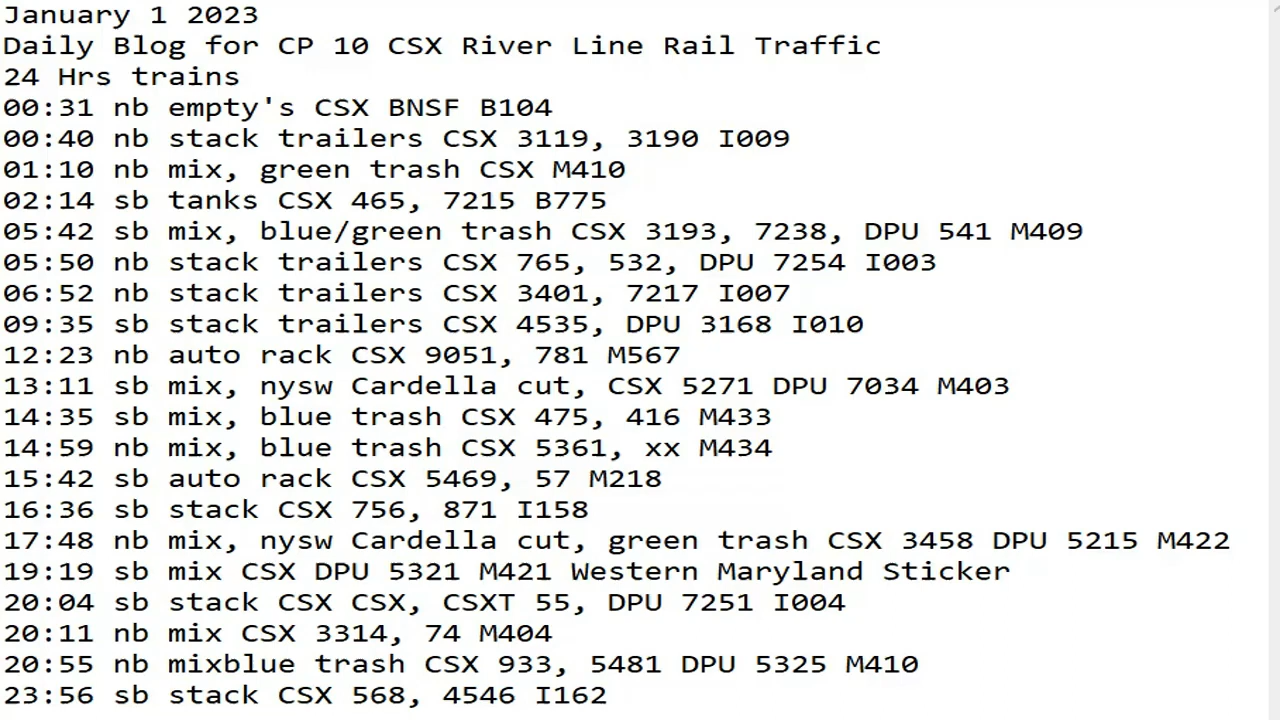 January 1 2023
Daily Blog for CP 10 CSX River Line Rail Traffic
24 Hrs trains
00:31 nb empty's CSX BNSF B104
00:40 nb stack trailers CSX 3119, 3190 I009
01:10 nb mix, green trash CSX M410
02:14 sb tanks CSX 465, 7215 B775
05:42 sb mix, blue/green trash CSX 3193, 7238, DPU 541 M409
05:50 nb stack trailers CSX 765, 532, DPU 7254 I003
06:52 nb stack trailers CSX 3401, 7217 I007
09:35 sb stack trailers CSX 4535, DPU 3168 I010
12:23 nb auto rack CSX 9051, 781 M567
13:11 sb mix, nysw Cardella cut, CSX 5271 DPU 7034 M403
14:35 sb mix, blue trash CSX 475, 416 M433
14:59 nb mix, blue trash CSX 5361, xx M434
15:42 sb auto rack CSX 5469, 57 M218
16:36 sb stack CSX 756, 871 I158
17:48 nb mix, nysw Cardella cut, green trash CSX 3458 DPU 5215 M422
19:19 sb mix CSX DPU 5321 M421 Western Maryland Sticker
20:04 sb stack CSX CSX, CSXT 55, DPU 7251 I004
20:11 nb mix CSX 3314, 74 M404
20:55 nb mixblue trash CSX 933, 5481 DPU 5325 M410
23:56 sb stack CSX 568, 4546 I162